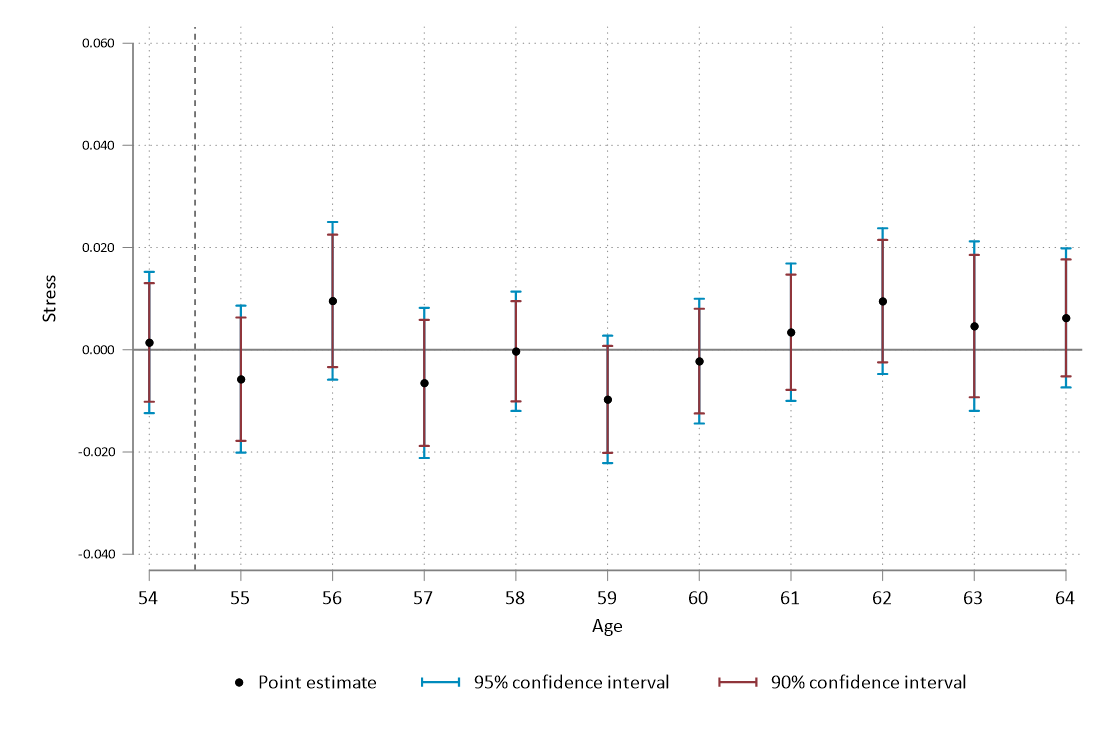 0.060
0.040
0.020
0.000
-0.020
-0.040
Stress
54 55 56 57 58 59 60 61 62 63 64
Age
Point estimate 95% confidence interval 90% confidence interval